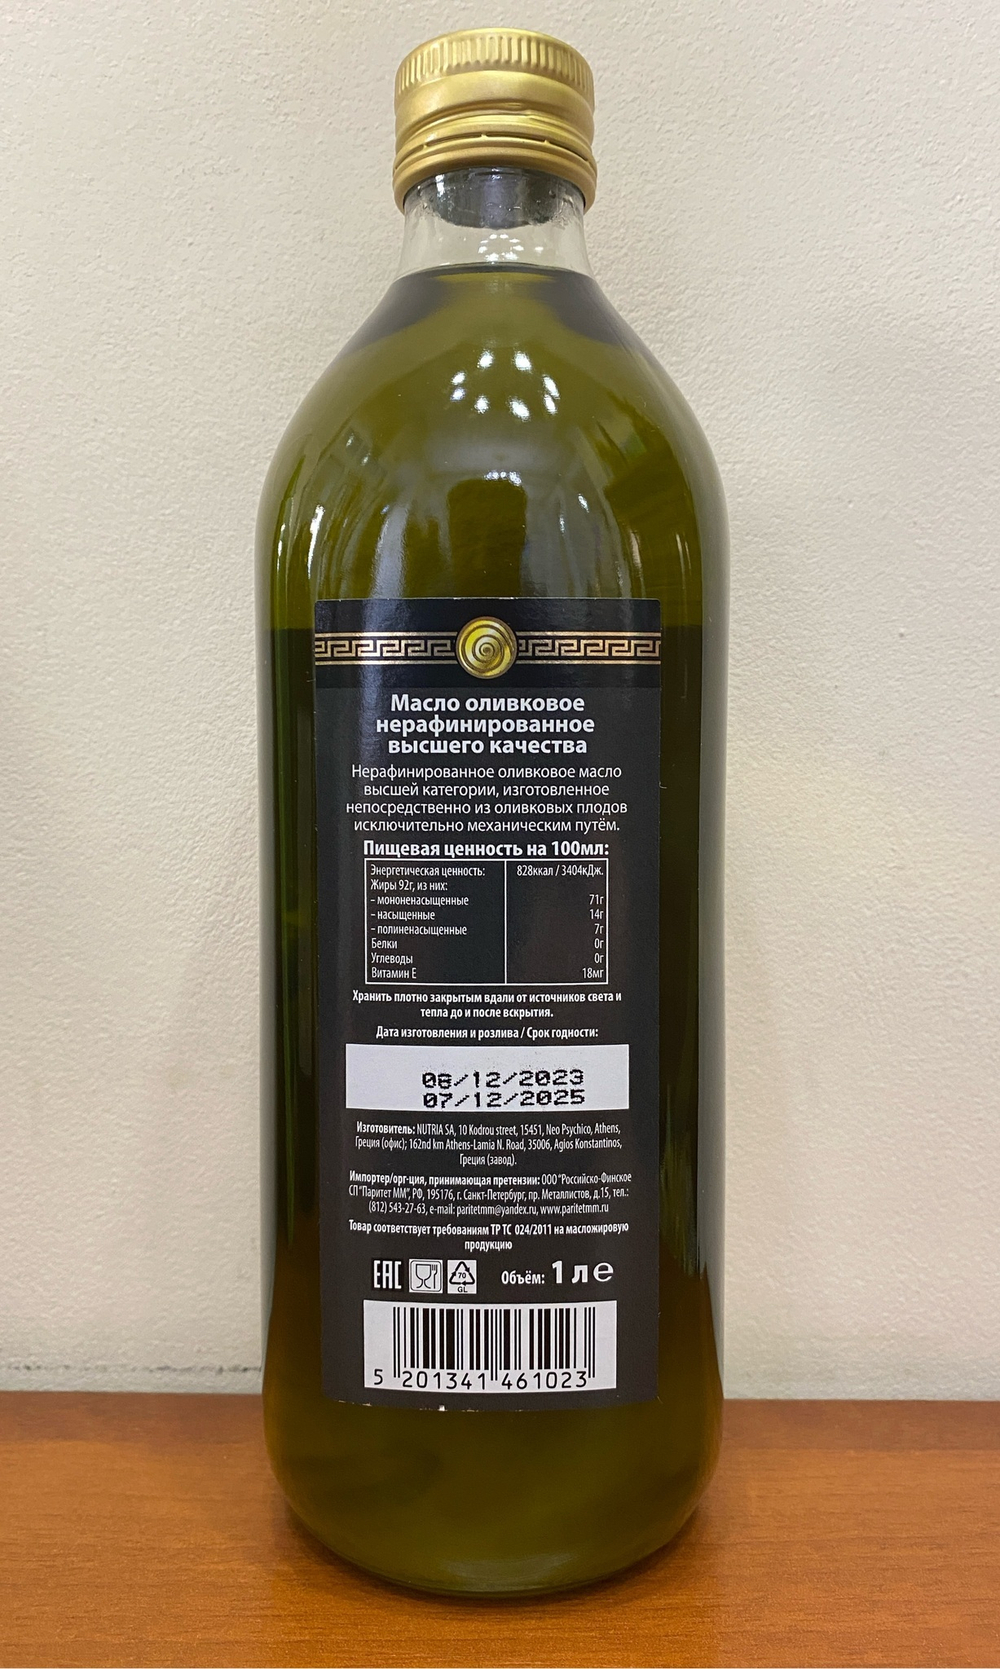 Масло оливковое
нерафинированное
высшего качества
Нерафинированное оливковое масло
высшей категории, изготовленное
непосредственно из оливковых плодов
исключительно механическим путём.
Пищевая ценность на 100мл:
Энергетическая ценность: 828ккал / 3404кДж.
Жиры 92г, из них:
– мононенасыщенные 71г
– насыщенные 14г
– полиненасыщенные 7г
Белки 0г
Углеводы 0г
Витамин Е 18мг
Хранить плотно закрытым вдали от источников света и
тепла до и после вскрытия.
Дата изготовления и розлива / Срок годности:
08/12/2023
07/12/2025
Изготовитель: NUTRIA SA, 10 Kodrou street, 15451, Neo Psychico, Athens,
Греция (офис); 162nd km Athens-Lamia N. Road, 35006, Agios Konstantinos,
Греция (завод).
Импортер/орг-ция, принимающая претензии: ООО "Российско-Финское
СП "Паритет ММ", РФ, 195176, г. Санкт-Петербург, пр. Металлистов, д.15, тел.:
(812) 543-27-63, e-mail: paritetmm@yandex.ru, www.paritetmm.ru
Товар соответствует требованиям ТР ТС 024/2011 на масложировую
продукцию
EAC 70 GL Объём: 1 л e
5 201341 461023